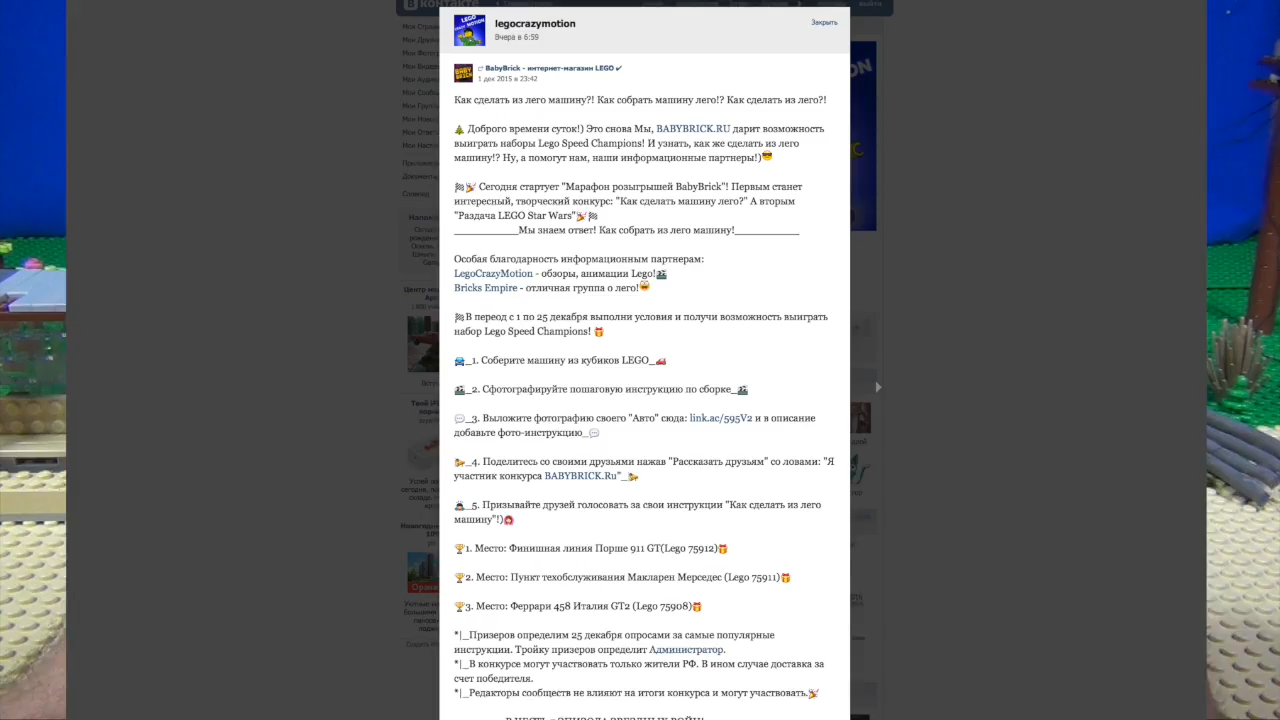 вконтакте
legocrazymotion
Вчера в 6:59
Закрыть
BabyBrick - интернет-магазин LEGO ✔
1 дек 2015 в 23:42
Как сделать из лего машину?! Как собрать машину лего!? Как сделать из лего?!
🎄 Доброго времени суток!) Это снова Мы, BABYBRICK.RU дарит возможность
выиграть наборы Lego Speed Champions! И узнать, как же сделать из лего
машину!? Ну, а помогут нам, наши информационные партнеры!)😎
🏁🎉 Сегодня стартует "Марафон розыгрышей BabyBrick"! Первым станет
интересный, творческий конкурс: "Как сделать машину лего?" А вторым
"Раздача LEGO Star Wars"🎉🏁
____________Мы знаем ответ! Как собрать из лего машину!____________
Особая благодарность информационным партнерам:
LegoCrazyMotion - обзоры, анимации Lego!🎬
Bricks Empire - отличная группа о лего!😄
🏁В переод с 1 по 25 декабря выполни условия и получи возможность выиграть
набор Lego Speed Champions! 🎁
🚙_1. Соберите машину из кубиков LEGO_🚗
🎬_2. Сфотографируйте пошаговую инструкцию по сборке_🎬
💬_3. Выложите фотографию своего "Авто" сюда: link.ac/595V2 и в описание
добавьте фото-инструкцию_💬
_4. Поделитесь со своими друзьями нажав "Рассказать друзьям" со ловами: "Я
участник конкурса BABYBRICK.Ru"_
_5. Призывайте друзей голосовать за свои инструкции "Как сделать из лего
машину"!)
🏆1. Место: Финишная линия Порше 911 GT(Lego 75912)🎁
🏆2. Место: Пункт техобслуживания Макларен Мерседес (Lego 75911)🎁
🏆3. Место: Феррари 458 Италия GT2 (Lego 75908)🎁
*|_Призеров определим 25 декабря опросами за самые популярные
инструкции. Тройку призеров определит Администратор.
*|_В конкурсе могут участвовать только жители РФ. В ином случае доставка за
счет победителя.
*|_Редакторы сообществ не влияют на итоги конкурса и могут участвовать.🎉